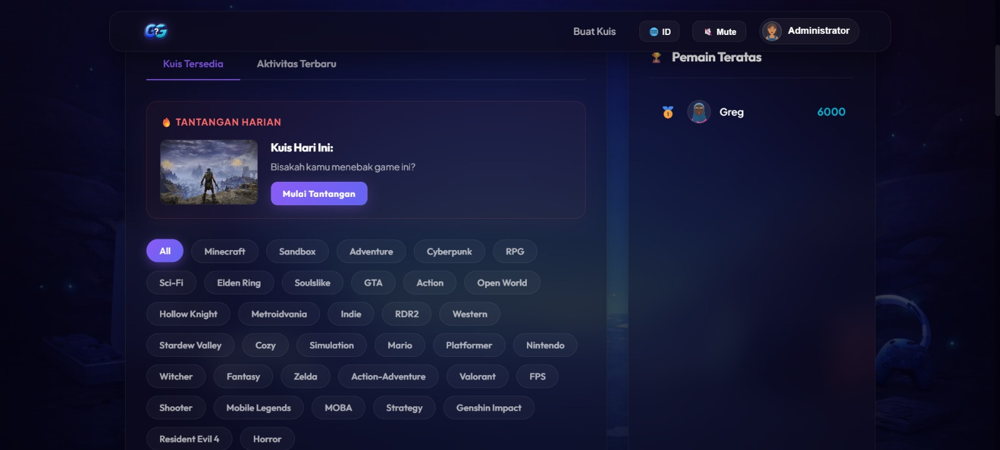 G?G
Buat Kuis
ID
Mute
Administrator
Kuis Tersedia
Aktivitas Terbaru
TANTANGAN HARIAN
Kuis Hari Ini:
Bisakah kamu menebak game ini?
Mulai Tantangan
All
Minecraft
Sandbox
Adventure
Cyberpunk
RPG
Sci-Fi
Elden Ring
Soulslike
GTA
Action
Open World
Hollow Knight
Metroidvania
Indie
RDR2
Western
Stardew Valley
Cozy
Simulation
Mario
Platformer
Nintendo
Witcher
Fantasy
Zelda
Action-Adventure
Valorant
FPS
Shooter
Mobile Legends
MOBA
Strategy
Genshin Impact
Resident Evil 4
Horror
Pemain Teratas
1
Greg
6000